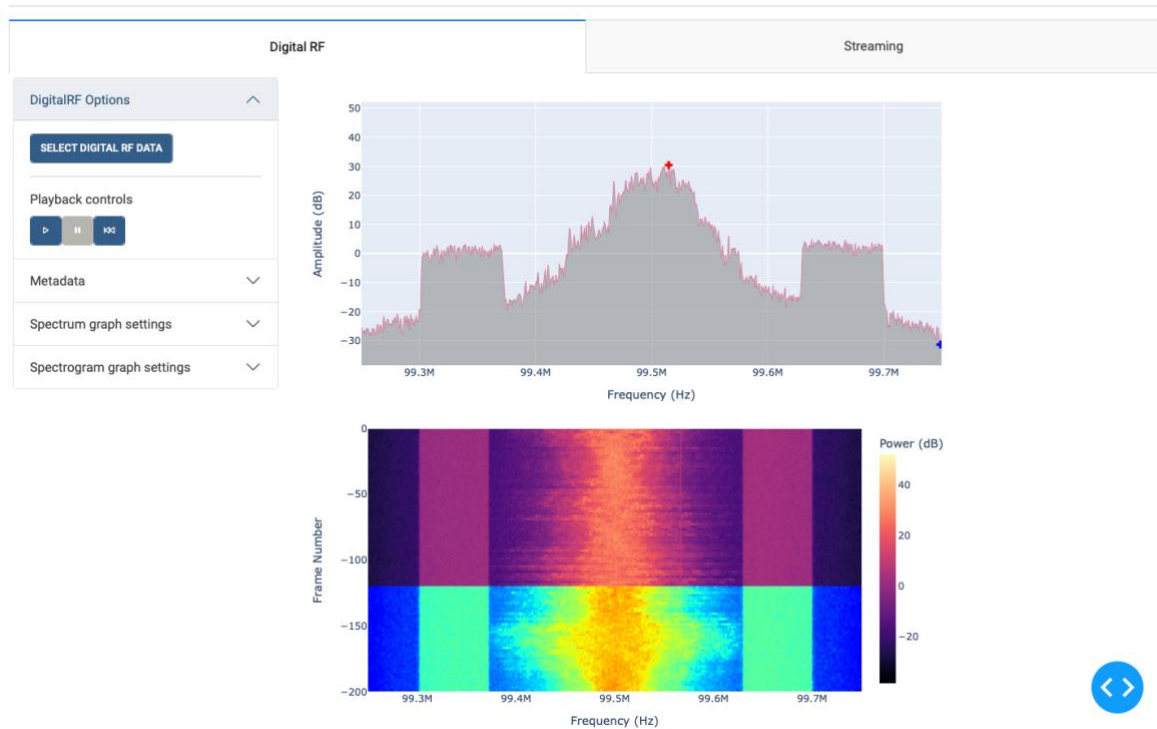 Digital RF
Streaming
DigitalRF Options
SELECT DIGITAL RF DATA
Playback controls
Metadata
Spectrum graph settings
Spectrogram graph settings
50
40
30
20
10
0
−10
−20
−30
Amplitude (dB)
99.3M 99.4M 99.5M 99.6M 99.7M
Frequency (Hz)
0
−50
−100
−150
−200
Frame Number
99.3M 99.4M 99.5M 99.6M 99.7M
Frequency (Hz)
Power (dB)
40
20
0
−20